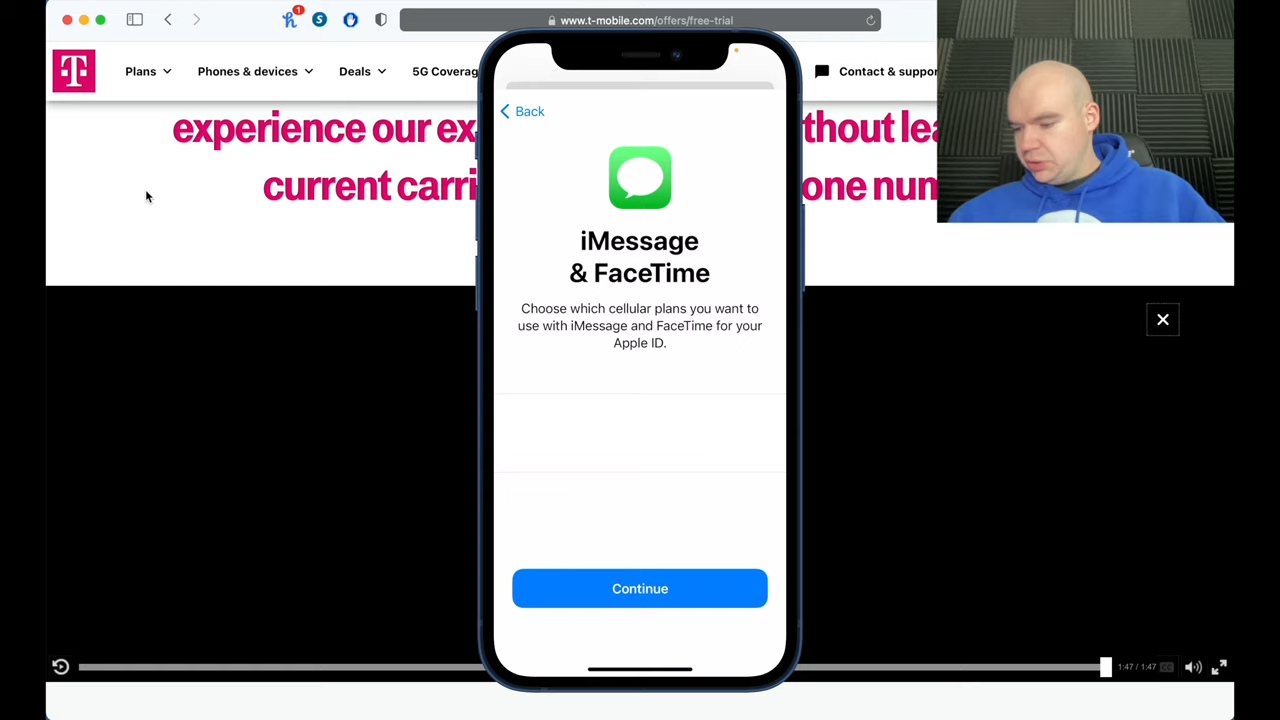 1
www.t-mobile.com/offers/free-trial
T
Plans
Phones & devices
Deals
5G Coverag
Contact & suppor
experience our ex
thout lea
current carri
one num
Back
iMessage
& FaceTime
Choose which cellular plans you want to
use with iMessage and FaceTime for your
Apple ID.
Continue
1:47 / 1:47
CC